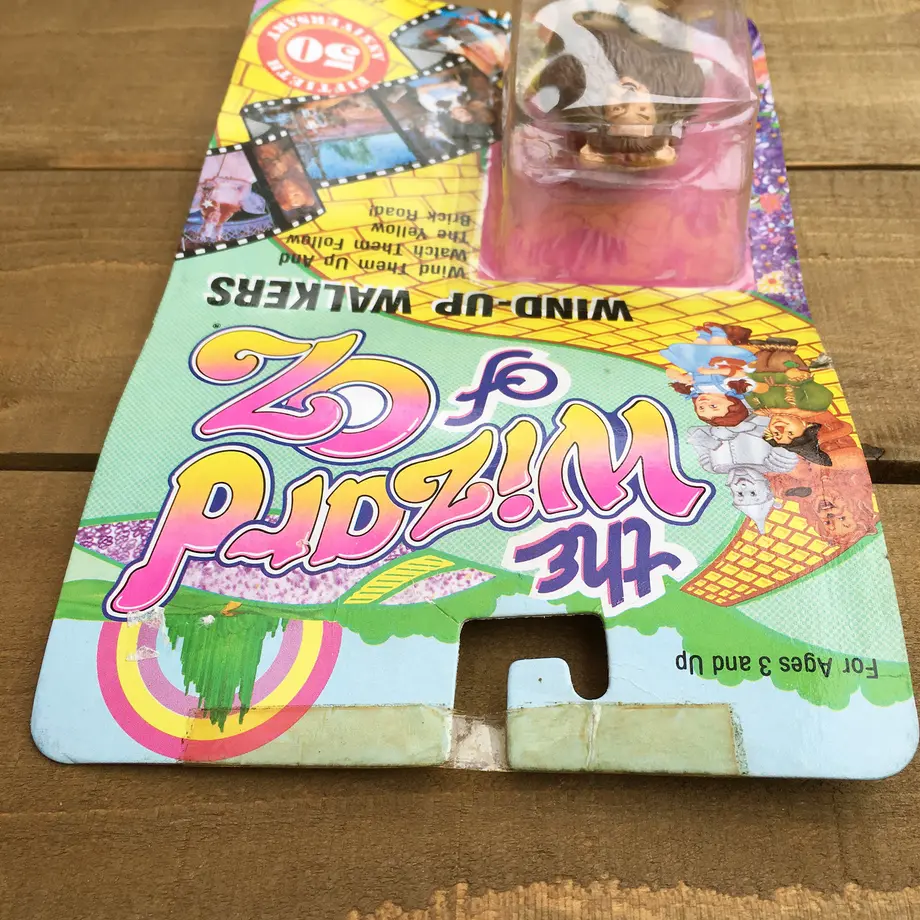 For Ages 3 and Up
the
Wizard
of
OZ
®
WIND-UP WALKERS
Wind Them Up And
Watch Them Follow
The Yellow
Brick Road!
FIFTIETH
50
ANNIVERSARY